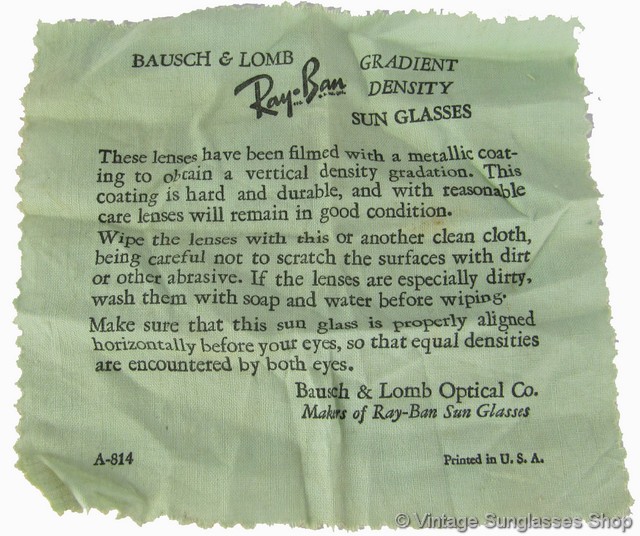 BAUSCH & LOMB Ray-Ban GRADIENT
DENSITY
SUN GLASSES
These lenses have been filmed with a metallic coat-
ing to obtain a vertical density gradation. This
coating is hard and durable, and with reasonable
care lenses will remain in good condition.
Wipe the lenses with this or another clean cloth,
being careful not to scratch the surfaces with dirt
or other abrasive. If the lenses are especially dirty,
wash them with soap and water before wiping.
Make sure that this sun glass is properly aligned
horizontally before your eyes, so that equal densities
are encountered by both eyes.
Bausch & Lomb Optical Co.
Makers of Ray-Ban Sun Glasses
A-814 Printed in U. S. A.
© Vintage Sunglasses Shop